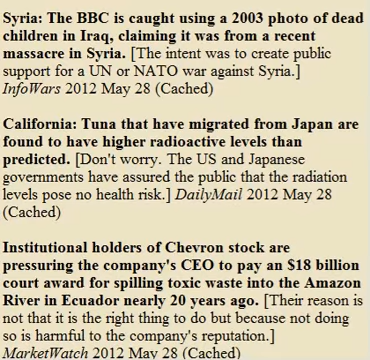 Syria: The BBC is caught using a 2003 photo of dead
children in Iraq, claiming it was from a recent
massacre in Syria. [The intent was to create public
support for a UN or NATO war against Syria.]
InfoWars 2012 May 28 (Cached)
California: Tuna that have migrated from Japan are
found to have higher radioactive levels than
predicted. [Don't worry. The US and Japanese
governments have assured the public that the radiation
levels pose no health risk.] DailyMail 2012 May 28
(Cached)
Institutional holders of Chevron stock are
pressuring the company's CEO to pay an $18 billion
court award for spilling toxic waste into the Amazon
River in Ecuador nearly 20 years ago. [Their reason is
not that it is the right thing to do but because not doing
so is harmful to the company's reputation.]
MarketWatch 2012 May 28 (Cached)